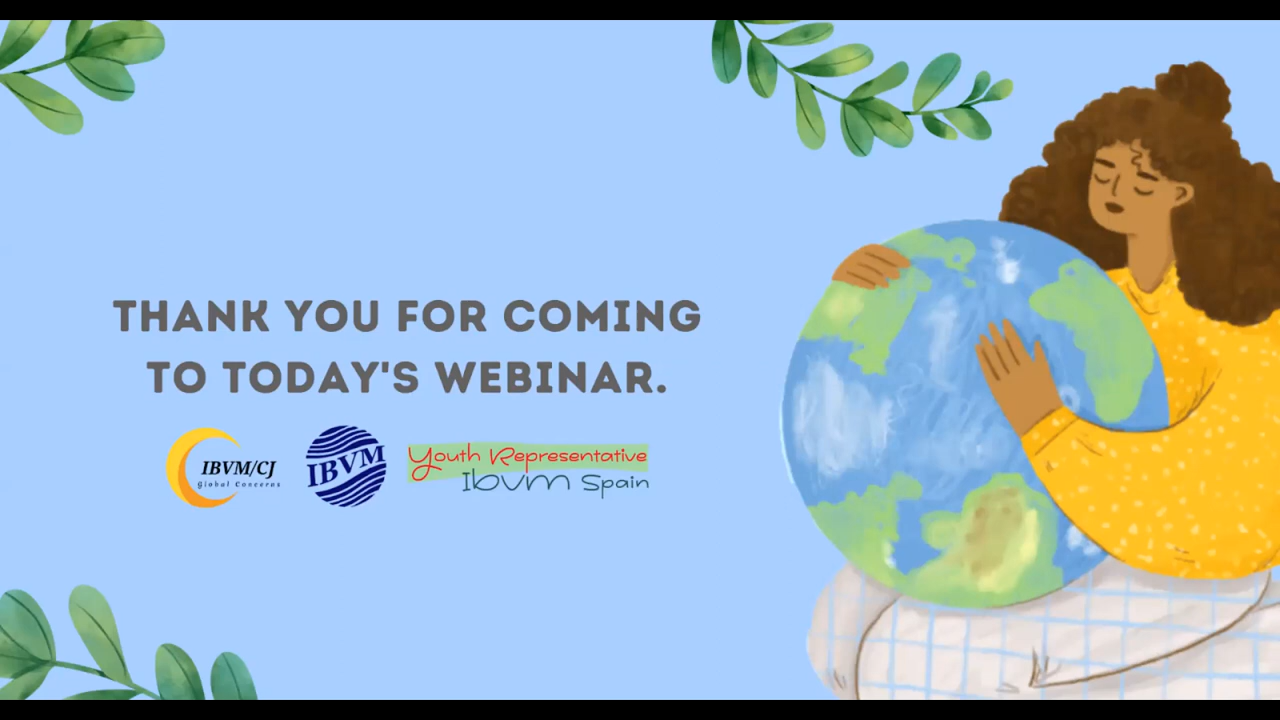 THANK YOU FOR COMING
TO TODAY'S WEBINAR.
IBVM/CJ
Global Concerns
IBVM
Youth Representative
Ibvm Spain